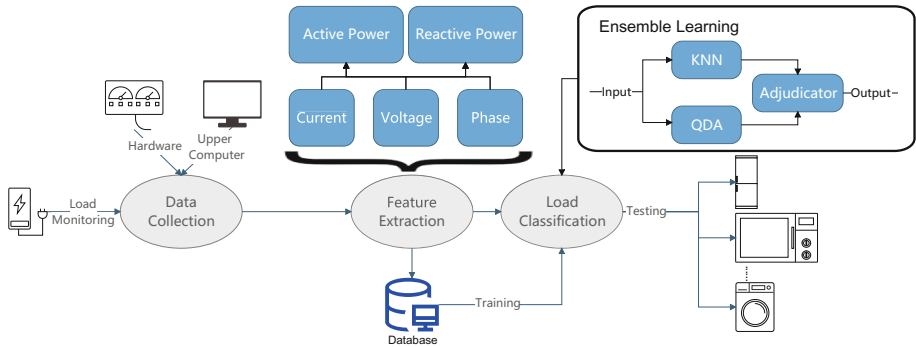 Active Power
Reactive Power
Current
Voltage
Phase
Ensemble Learning
Input
KNN
QDA
Adjudicator
Output
Hardware
Upper
Computer
Load
Monitoring
Data
Collection
Feature
Extraction
Load
Classification
Testing
Training
Database